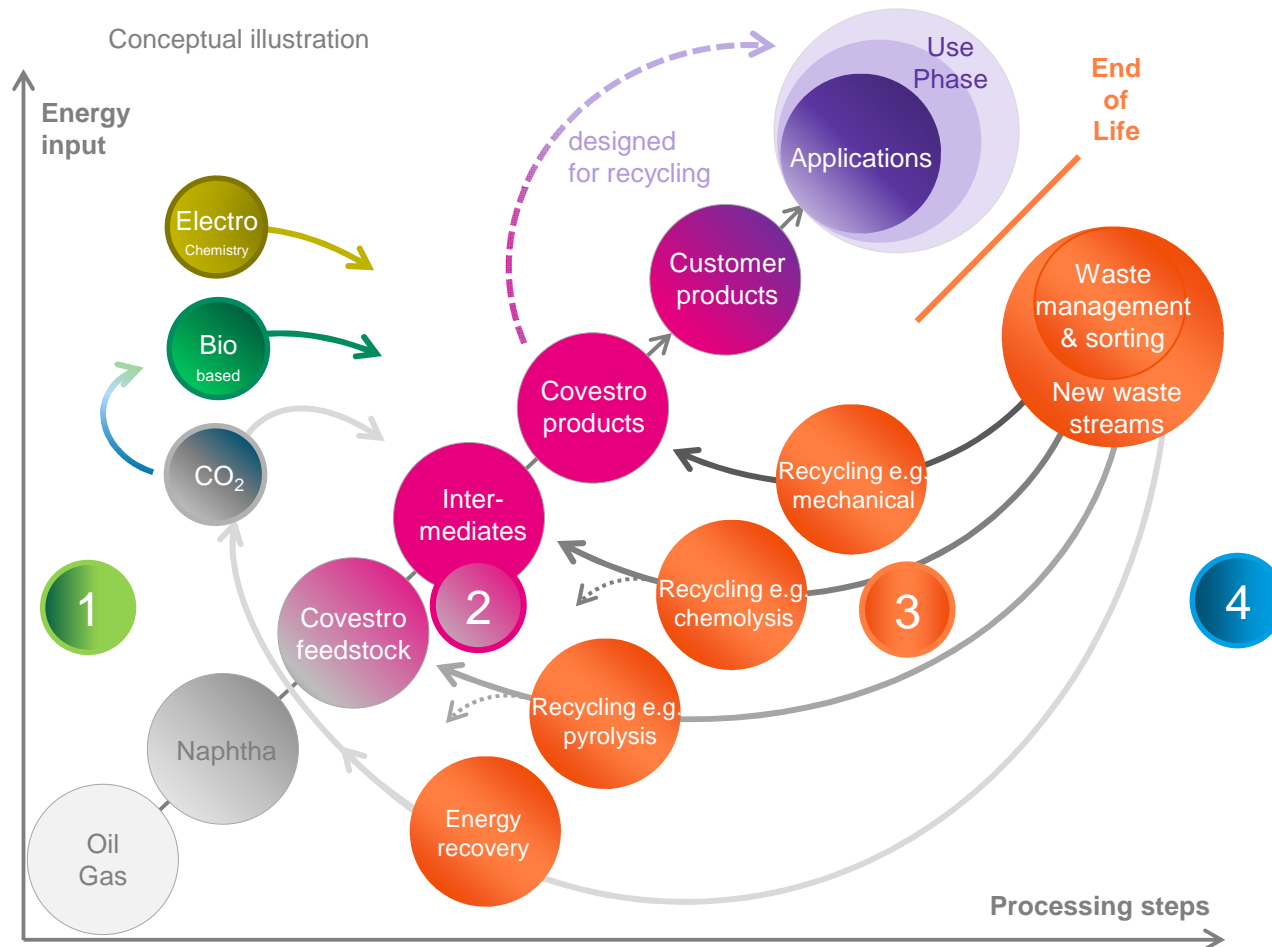 Conceptual illustration
Energy
input
Use
Phase
End
of
Life
designed
for recycling
Applications
Electro
Chemistry
Customer
products
Waste
management
& sorting
New waste
streams
Bio
based
Covestro
products
CO₂
Recycling e.g.
mechanical
Inter-
mediates
1
2
Recycling e.g.
chemolysis
3
4
Covestro
feedstock
Recycling e.g.
pyrolysis
Naphtha
Energy
recovery
Oil
Gas
Processing steps